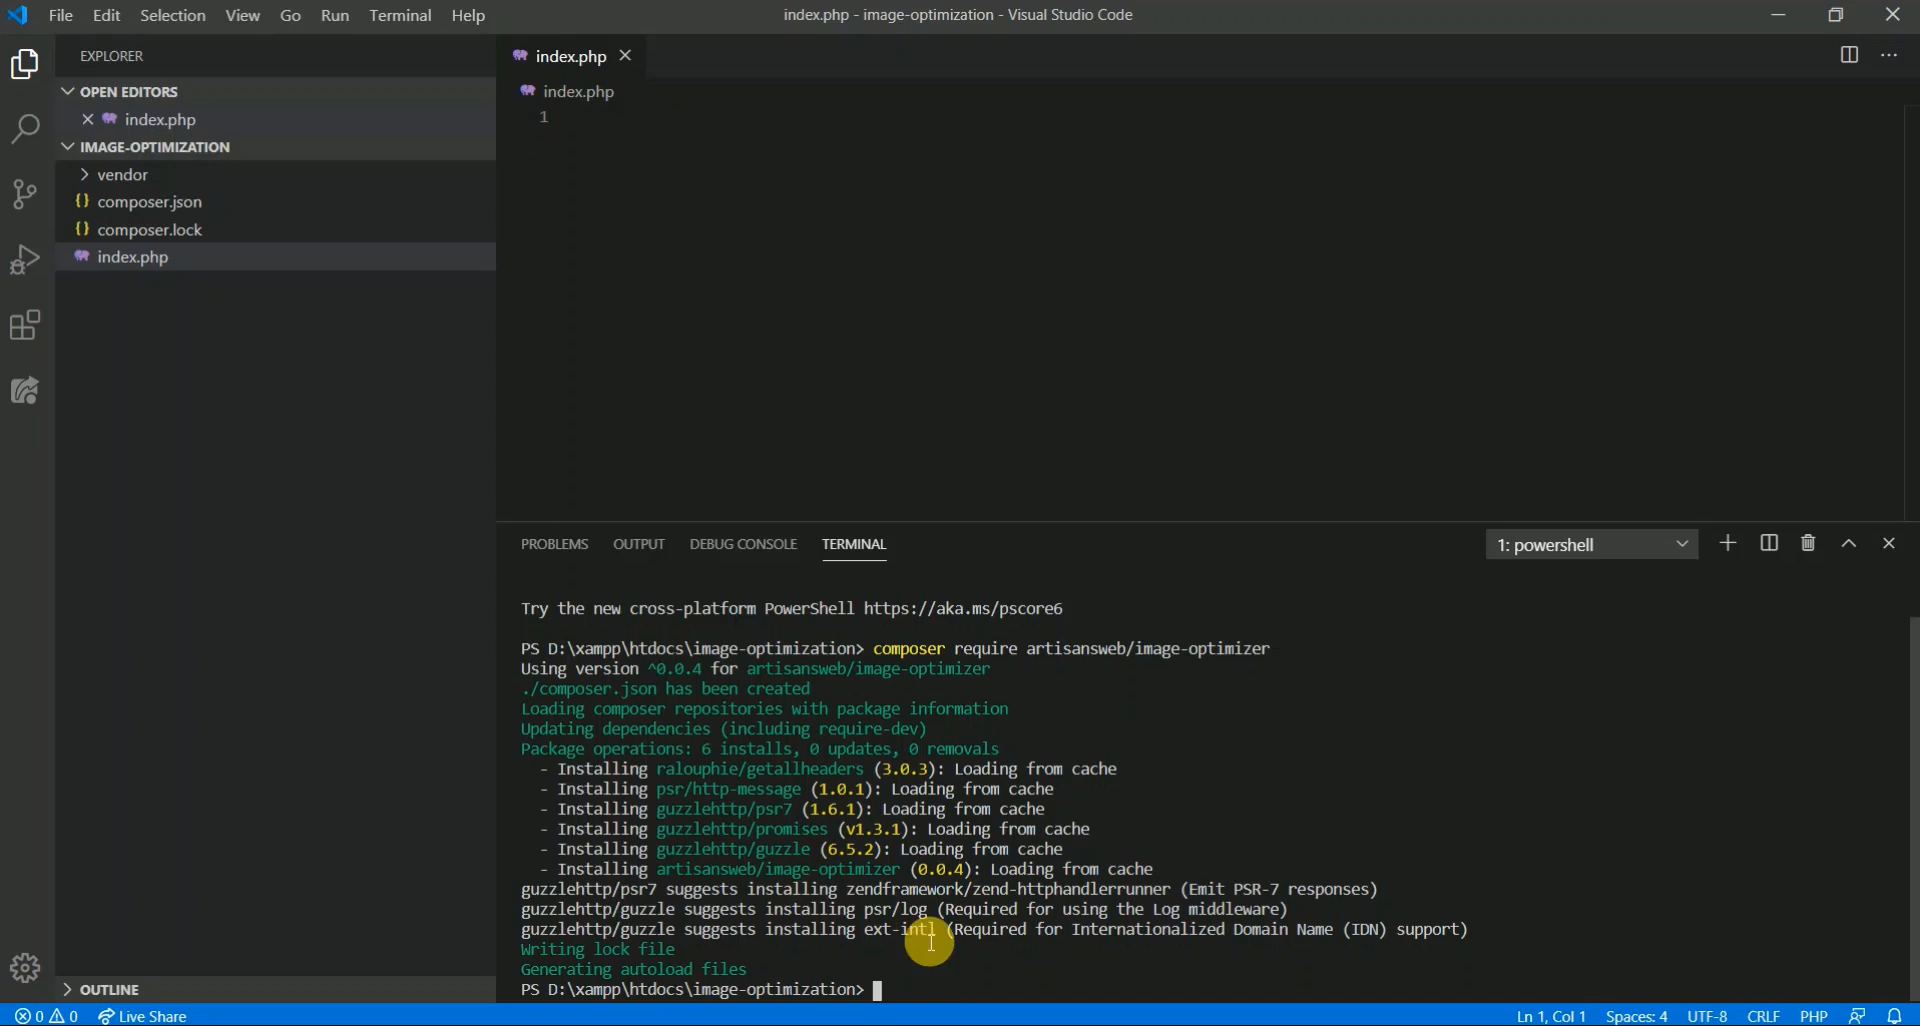 File Edit Selection View Go Run Terminal Help
index.php - image-optimization - Visual Studio Code
EXPLORER
OPEN EDITORS
index.php
IMAGE-OPTIMIZATION
vendor
{} composer.json
{} composer.lock
index.php
OUTLINE
index.php
index.php
1
PROBLEMS OUTPUT DEBUG CONSOLE TERMINAL
1: powershell
Try the new cross-platform PowerShell https://aka.ms/pscore6
PS D:\xampp\htdocs\image-optimization> composer require artisansweb/image-optimizer
Using version ^0.0.4 for artisansweb/image-optimizer
./composer.json has been created
Loading composer repositories with package information
Updating dependencies (including require-dev)
Package operations: 6 installs, 0 updates, 0 removals
- Installing ralouphie/getallheaders (3.0.3): Loading from cache
- Installing psr/http-message (1.0.1): Loading from cache
- Installing guzzlehttp/psr7 (1.6.1): Loading from cache
- Installing guzzlehttp/promises (v1.3.1): Loading from cache
- Installing guzzlehttp/guzzle (6.5.2): Loading from cache
- Installing artisansweb/image-optimizer (0.0.4): Loading from cache
guzzlehttp/psr7 suggests installing zendframework/zend-httphandlerrunner (Emit PSR-7 responses)
guzzlehttp/guzzle suggests installing psr/log (Required for using the Log middleware)
guzzlehttp/guzzle suggests installing ext-intl (Required for Internationalized Domain Name (IDN) support)
Writing lock file
Generating autoload files
PS D:\xampp\htdocs\image-optimization>
0 0 Live Share
Ln 1, Col 1 Spaces: 4 UTF-8 CRLF PHP